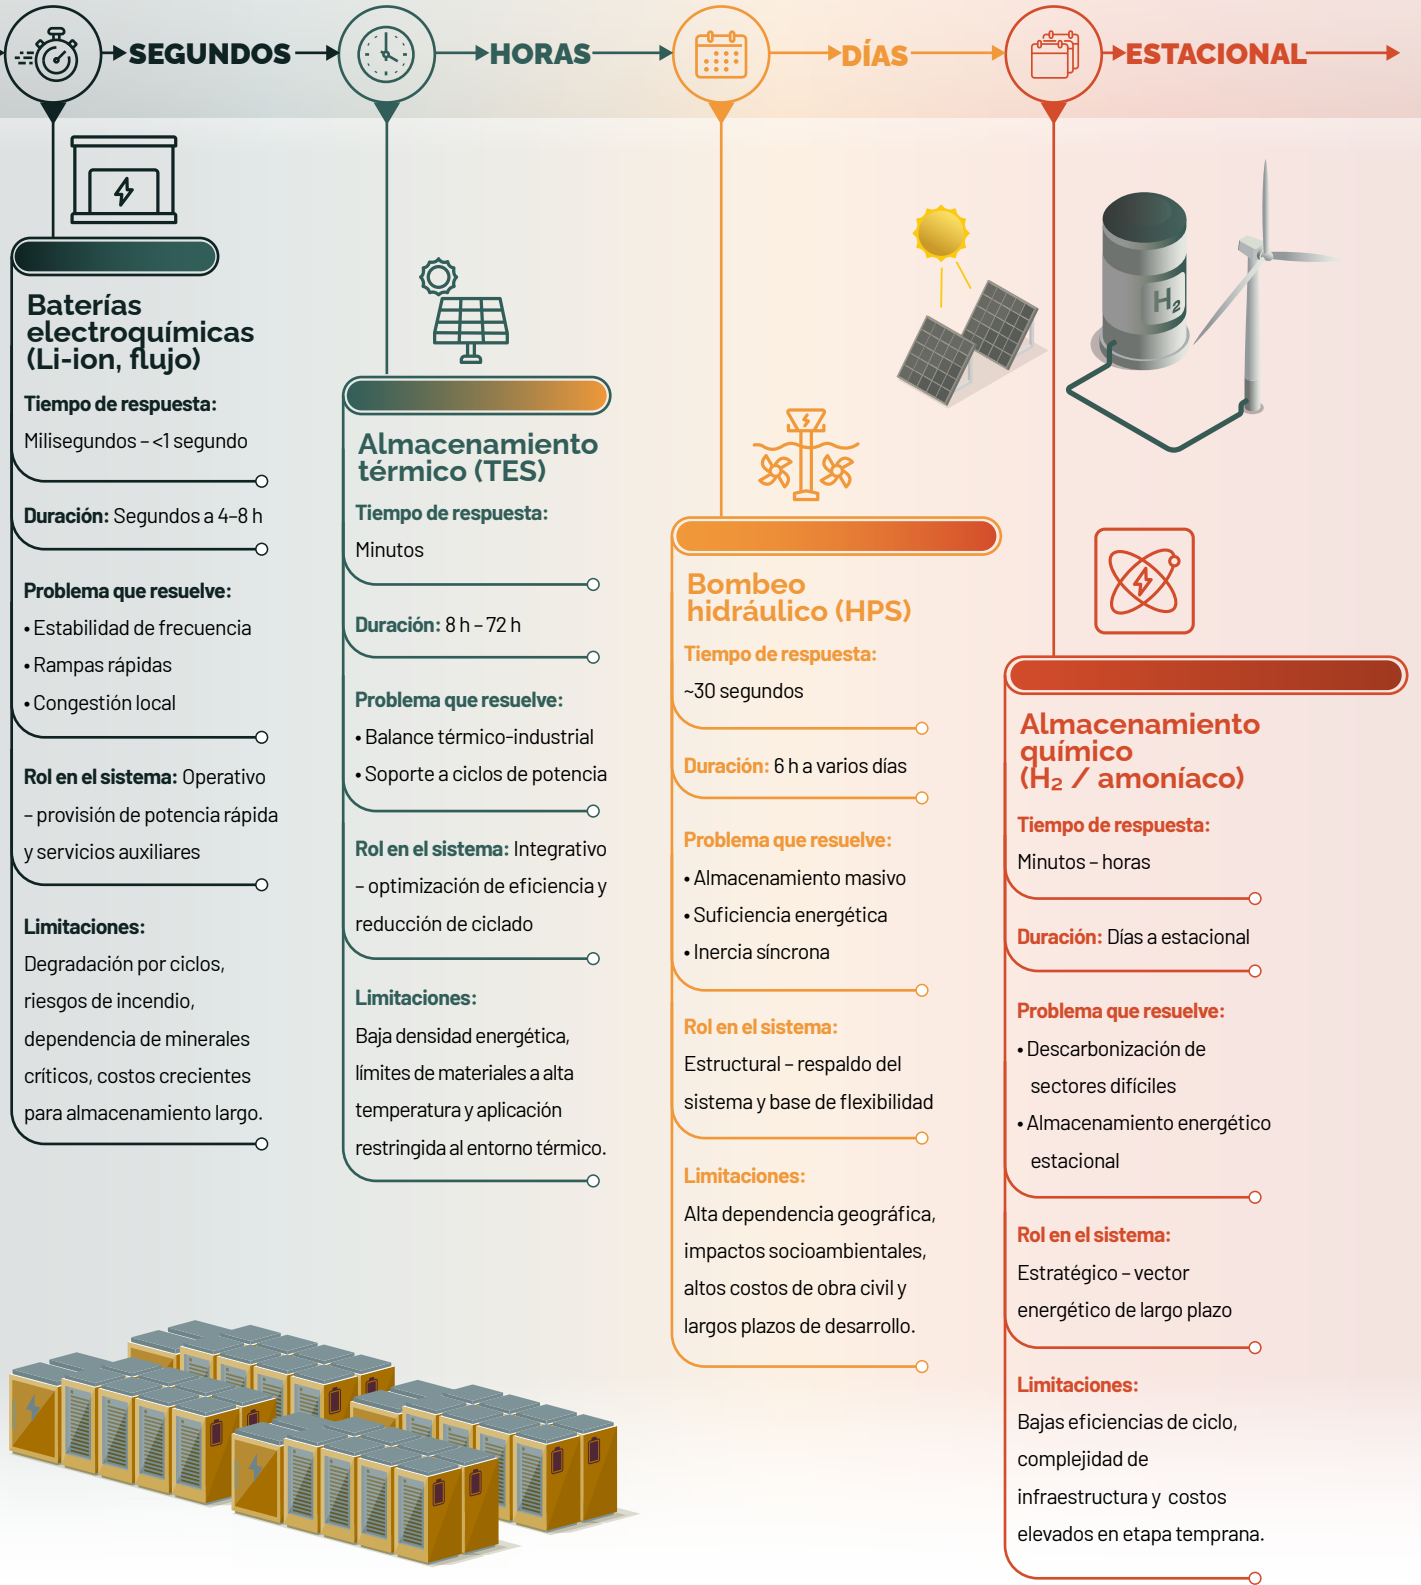 SEGUNDOS
HORAS
DÍAS
ESTACIONAL
Baterías
electroquímicas
(Li-ion, flujo)
Tiempo de respuesta:
Milisegundos – <1 segundo
Duración: Segundos a 4–8 h
Problema que resuelve:
• Estabilidad de frecuencia
• Rampas rápidas
• Congestión local
Rol en el sistema: Operativo
– provisión de potencia rápida
y servicios auxiliares
Limitaciones:
Degradación por ciclos,
riesgos de incendio,
dependencia de minerales
críticos, costos crecientes
para almacenamiento largo.
Almacenamiento
térmico (TES)
Tiempo de respuesta:
Minutos
Duración: 8 h – 72 h
Problema que resuelve:
• Balance térmico-industrial
• Soporte a ciclos de potencia
Rol en el sistema: Integrativo
– optimización de eficiencia y
reducción de ciclado
Limitaciones:
Baja densidad energética,
límites de materiales a alta
temperatura y aplicación
restringida al entorno térmico.
Bombeo
hidráulico (HPS)
Tiempo de respuesta:
~30 segundos
Duración: 6 h a varios días
Problema que resuelve:
• Almacenamiento masivo
• Suficiencia energética
• Inercia síncrona
Rol en el sistema:
Estructural – respaldo del
sistema y base de flexibilidad
Limitaciones:
Alta dependencia geográfica,
impactos socioambientales,
altos costos de obra civil y
largos plazos de desarrollo.
H₂
Almacenamiento
químico
(H₂ / amoníaco)
Tiempo de respuesta:
Minutos – horas
Duración: Días a estacional
Problema que resuelve:
• Descarbonización de
sectores difíciles
• Almacenamiento energético
estacional
Rol en el sistema:
Estratégico – vector
energético de largo plazo
Limitaciones:
Bajas eficiencias de ciclo,
complejidad de
infraestructura y costos
elevados en etapa temprana.